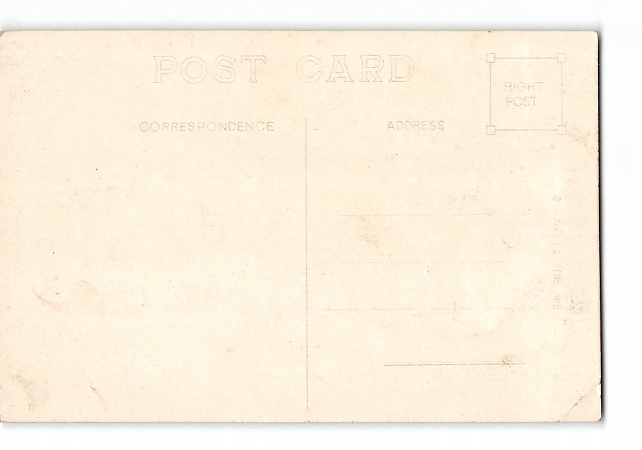 POST CARD
RIGHT
POST
CORRESPONDENCE
ADDRESS